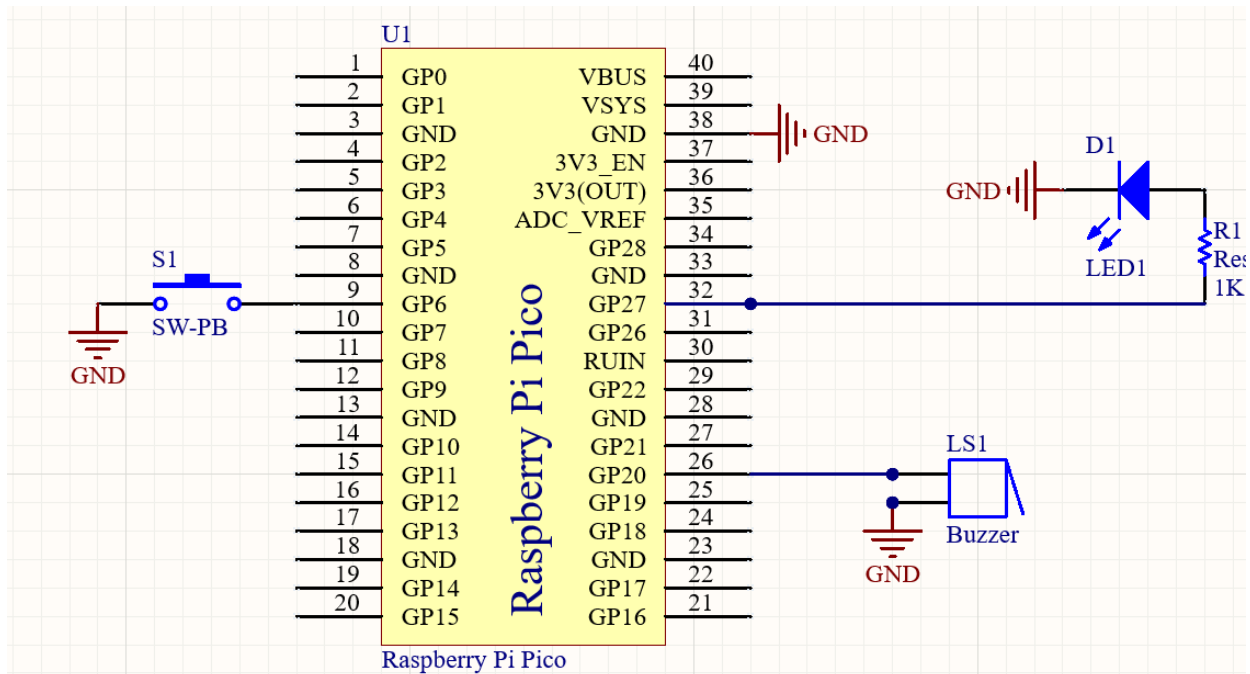 U1
1 GP0 VBUS 40
2 GP1 VSYS 39
3 GND GND 38 GND
4 GP2 3V3_EN 37
5 GP3 3V3(OUT) 36
6 GP4 ADC_VREF 35
7 GP5 GP28 34
8 GND GND 33
9 GP6 GP27 32
10 GP7 GP26 31
11 GP8 RUIN 30
12 GP9 GP22 29
13 GND GND 28
14 GP10 GP21 27
15 GP11 GP20 26
16 GP12 GP19 25
17 GP13 GP18 24
18 GND GND 23
19 GP14 GP17 22
20 GP15 GP16 21
Raspberry Pi Pico
Raspberry Pi Pico
S1
SW-PB
GND
D1
GND
LED1
R1
Res
1K
LS1
Buzzer
GND